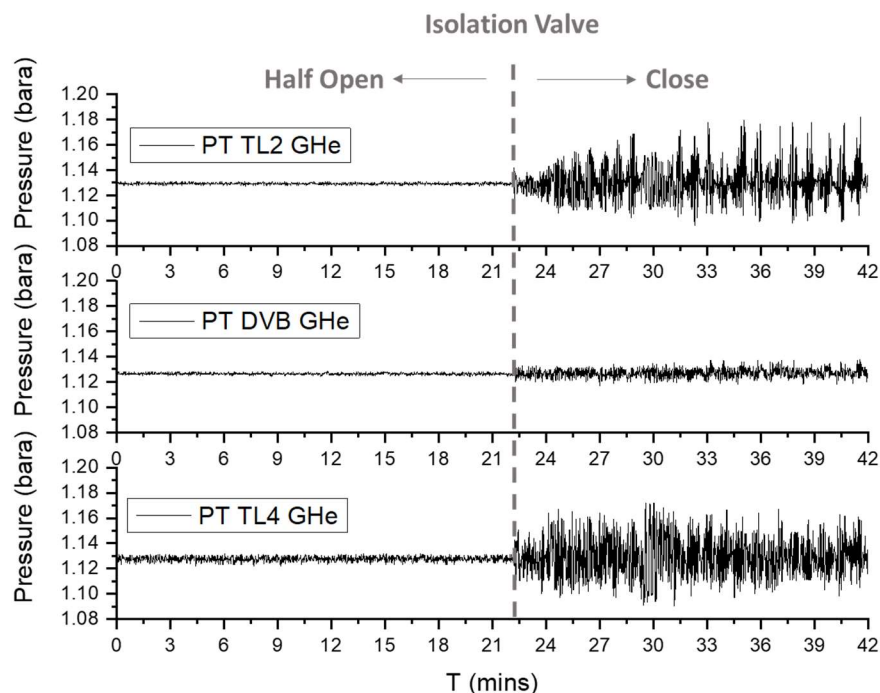 Isolation Valve
Half Open Close
Pressure (bara)
1.20
1.18
1.16
1.14
1.12
1.10
1.08
PT TL2 GHe
0 3 6 9 12 15 18 21 24 27 30 33 36 39 42
Pressure (bara)
1.20
1.18
1.16
1.14
1.12
1.10
1.08
PT DVB GHe
0 3 6 9 12 15 18 21 24 27 30 33 36 39 42
Pressure (bara)
1.20
1.18
1.16
1.14
1.12
1.10
1.08
PT TL4 GHe
0 3 6 9 12 15 18 21 24 27 30 33 36 39 42
T (mins)